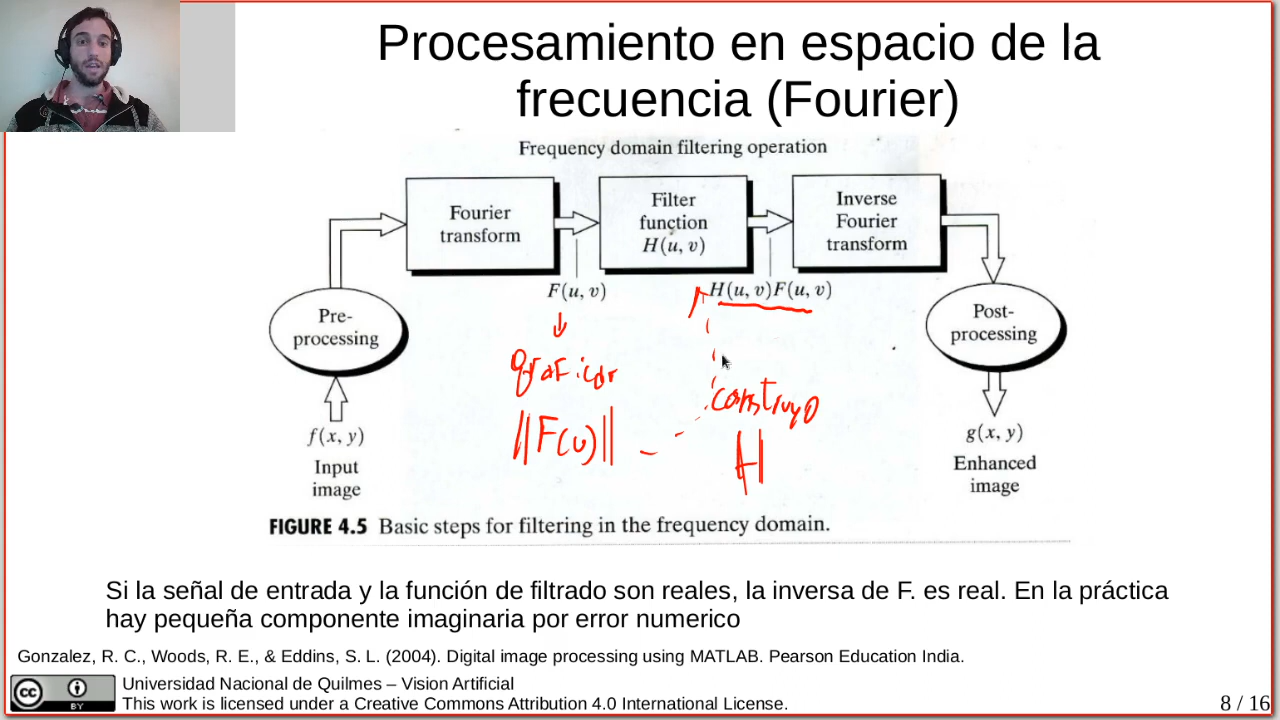 Procesamiento en espacio de la
frecuencia (Fourier)
Frequency domain filtering operation
Fourier
transform
Filter
function
H(u, v)
Inverse
Fourier
transform
F(u, v)
H(u, v)F(u, v)
Pre-
processing
Post-
processing
graficar
||F(u)||
construyo
H
f(x, y)
Input
image
g(x, y)
Enhanced
image
FIGURE 4.5 Basic steps for filtering in the frequency domain.
Si la señal de entrada y la función de filtrado son reales, la inversa de F. es real. En la práctica
hay pequeña componente imaginaria por error numerico
Gonzalez, R. C., Woods, R. E., & Eddins, S. L. (2004). Digital image processing using MATLAB. Pearson Education India.
cc BY
Universidad Nacional de Quilmes – Vision Artificial
This work is licensed under a Creative Commons Attribution 4.0 International License.
8 / 16